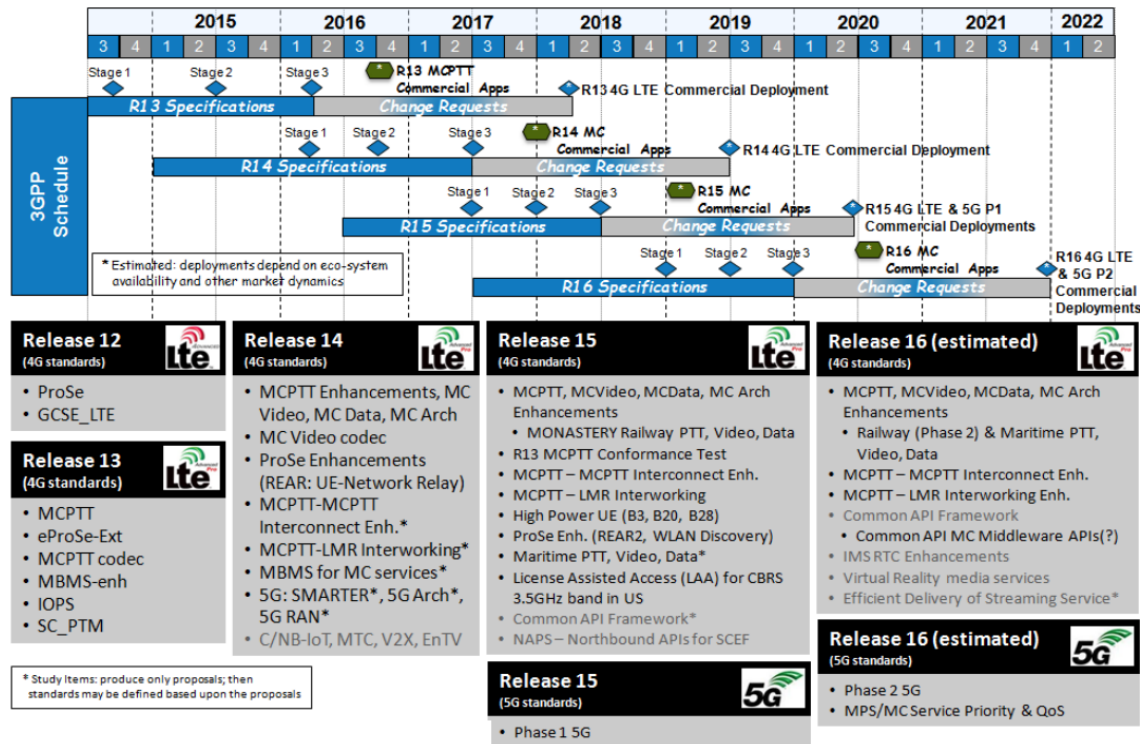 2015 2016 2017 2018 2019 2020 2021 2022
3 4 1 2 3 4 1 2 3 4 1 2 3 4 1 2 3 4 1 2 3 4 1 2 3 4 1 2 3 4 1 2
3GPP Schedule
Stage 1 Stage 2 Stage 3 * R13 MCPTT
Commercial Apps * R13 4G LTE Commercial Deployment
R13 Specifications Change Requests
Stage 1 Stage 2 Stage 3 * R14 MC
Commercial Apps * R14 4G LTE Commercial Deployment
R14 Specifications Change Requests
Stage 1 Stage 2 Stage 3 * R15 MC
Commercial Apps * R15 4G LTE & 5G P1
Commercial Deployments
R15 Specifications Change Requests
Stage 1 Stage 2 Stage 3 * R16 MC
Commercial Apps * R16 4G LTE
& 5G P2
Commercial
Deployments
R16 Specifications Change Requests
* Estimated: deployments depend on eco-system
availability and other market dynamics
Release 12
(4G standards)
Lte Advanced
• ProSe
• GCSE_LTE
Release 13
(4G standards)
Lte Advanced Pro
• MCPTT
• eProSe-Ext
• MCPTT codec
• MBMS-enh
• IOPS
• SC_PTM
* Study Items: produce only proposals; then
standards may be defined based upon the proposals
Release 14
(4G standards)
Lte Advanced Pro
• MCPTT Enhancements, MC
Video, MC Data, MC Arch
• MC Video codec
• ProSe Enhancements
(REAR: UE-Network Relay)
• MCPTT-MCPTT
Interconnect Enh.*
• MCPTT-LMR Interworking*
• MBMS for MC services*
• 5G: SMARTER*, 5G Arch*,
5G RAN*
• C/NB-IoT, MTC, V2X, EnTV
Release 15
(4G standards)
Lte Advanced Pro
• MCPTT, MCVideo, MCData, MC Arch
Enhancements
• MONASTERY Railway PTT, Video, Data
• R13 MCPTT Conformance Test
• MCPTT – MCPTT Interconnect Enh.
• MCPTT – LMR Interworking
• High Power UE (B3, B20, B28)
• ProSe Enh. (REAR2, WLAN Discovery)
• Maritime PTT, Video, Data*
• License Assisted Access (LAA) for CBRS
3.5GHz band in US
• Common API Framework*
• NAPS – Northbound APIs for SCEF
Release 15
(5G standards)
5G
• Phase 1 5G
Release 16 (estimated)
(4G standards)
Lte Advanced Pro
• MCPTT, MCVideo, MCData, MC Arch
Enhancements
• Railway (Phase 2) & Maritime PTT,
Video, Data
• MCPTT – MCPTT Interconnect Enh.
• MCPTT – LMR Interworking Enh.
• Common API Framework
• Common API MC Middleware APIs(?)
• IMS RTC Enhancements
• Virtual Reality media services
• Efficient Delivery of Streaming Service*
Release 16 (estimated)
(5G standards)
5G
• Phase 2 5G
• MPS/MC Service Priority & QoS